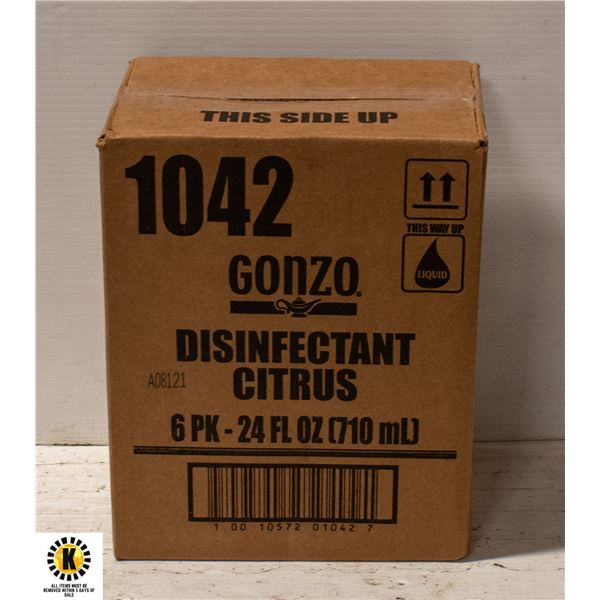 THIS SIDE UP
1042
THIS WAY UP
GONZO®
LIQUID
DISINFECTANT
CITRUS
A08121
6 PK - 24 FL OZ (710 mL)
1 00 10572 01042 7
K
ALL ITEMS MUST BE
REMOVED WITHIN 5 DAYS OF
SALE